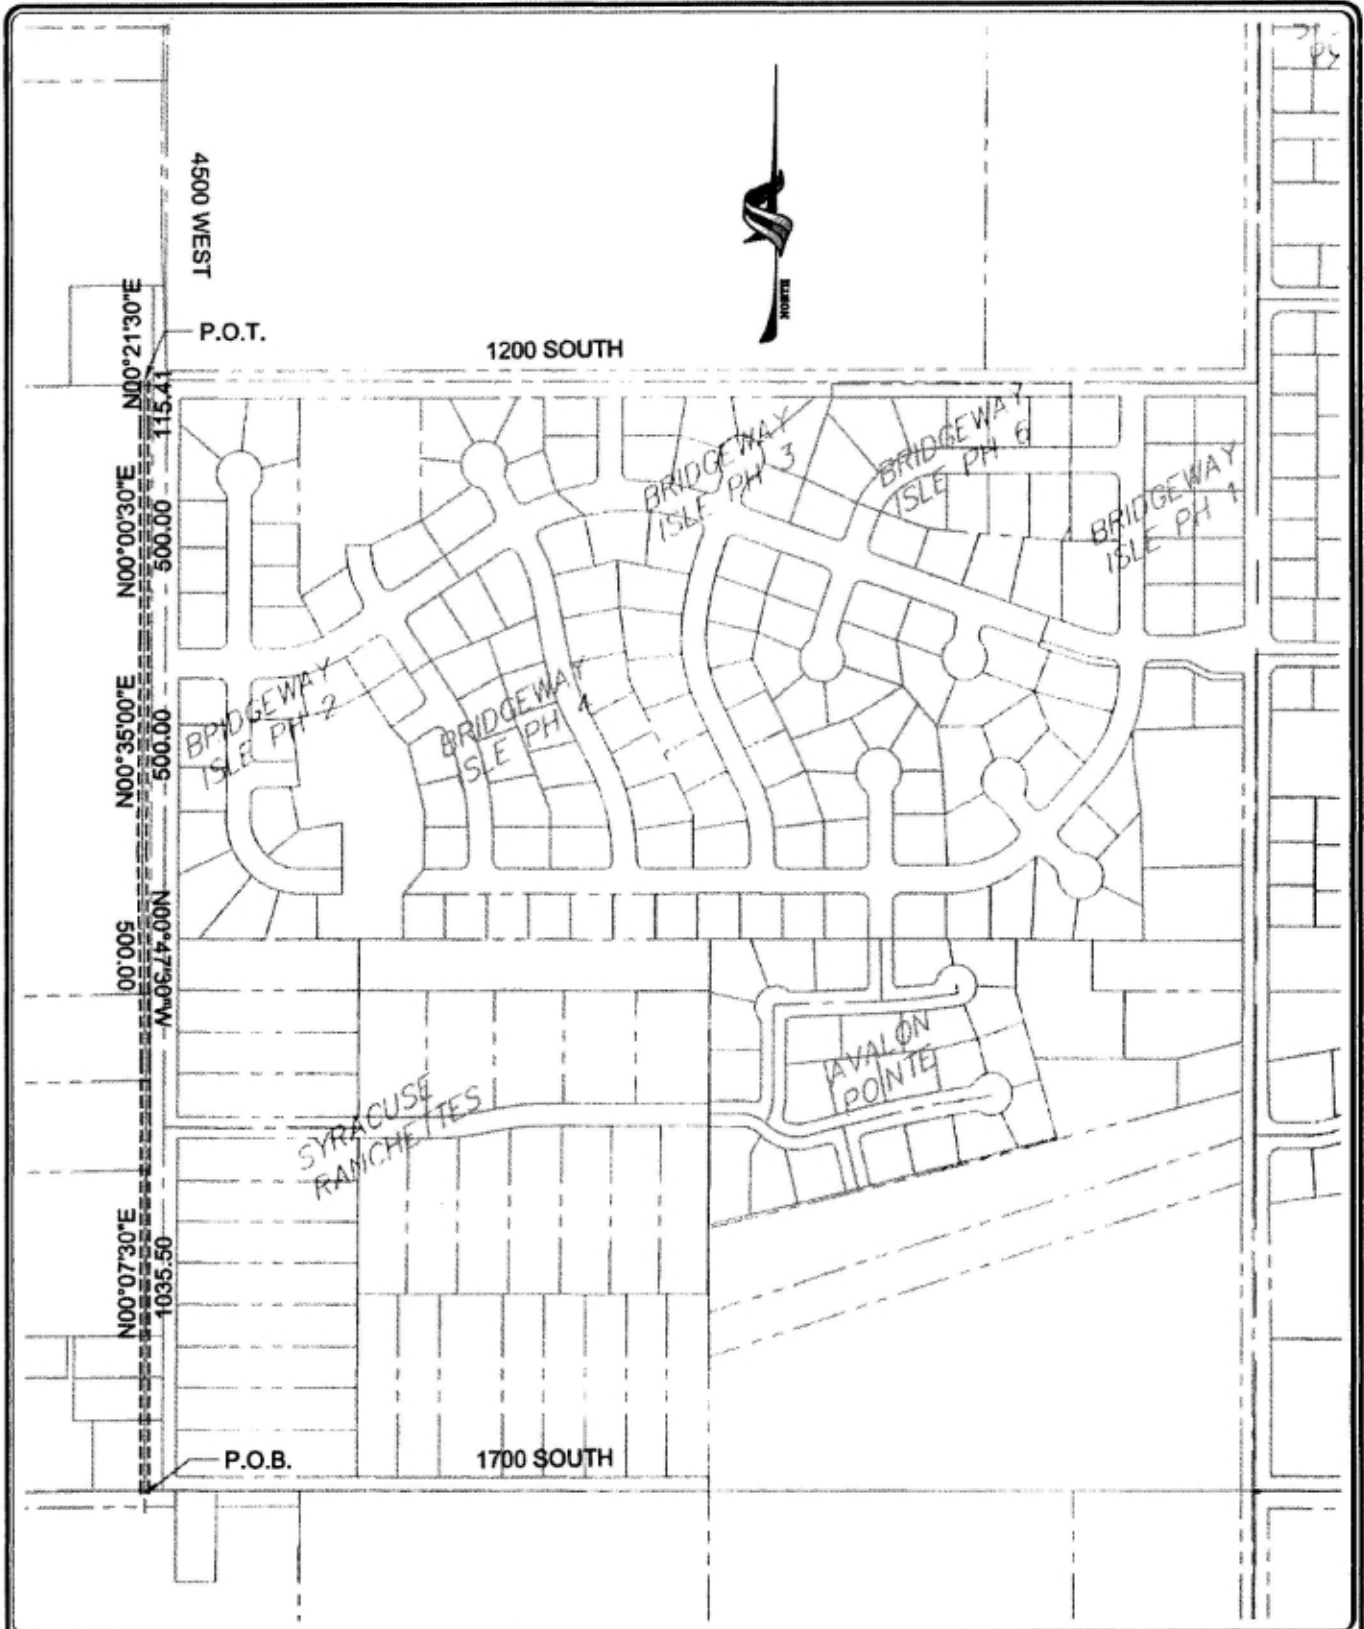 4500 WEST
NORTH
P.O.T.
1200 SOUTH
N00°21'30"E
115.41
BRIDGEWAY
ISLE PH 3
BRIDGEWAY
ISLE PH 6
BRIDGEWAY
ISLE PH 1
N00°00'30"E
500.00
BRIDGEWAY
ISLE PH 2
BRIDGEWAY
ISLE PH 4
N00°35'00"E
500.00
N00°47'30"W
500.00
AVALON
POINTE
SYRACUSE
RANCHETTES
N00°07'30"E
1035.50
P.O.B.
1700 SOUTH